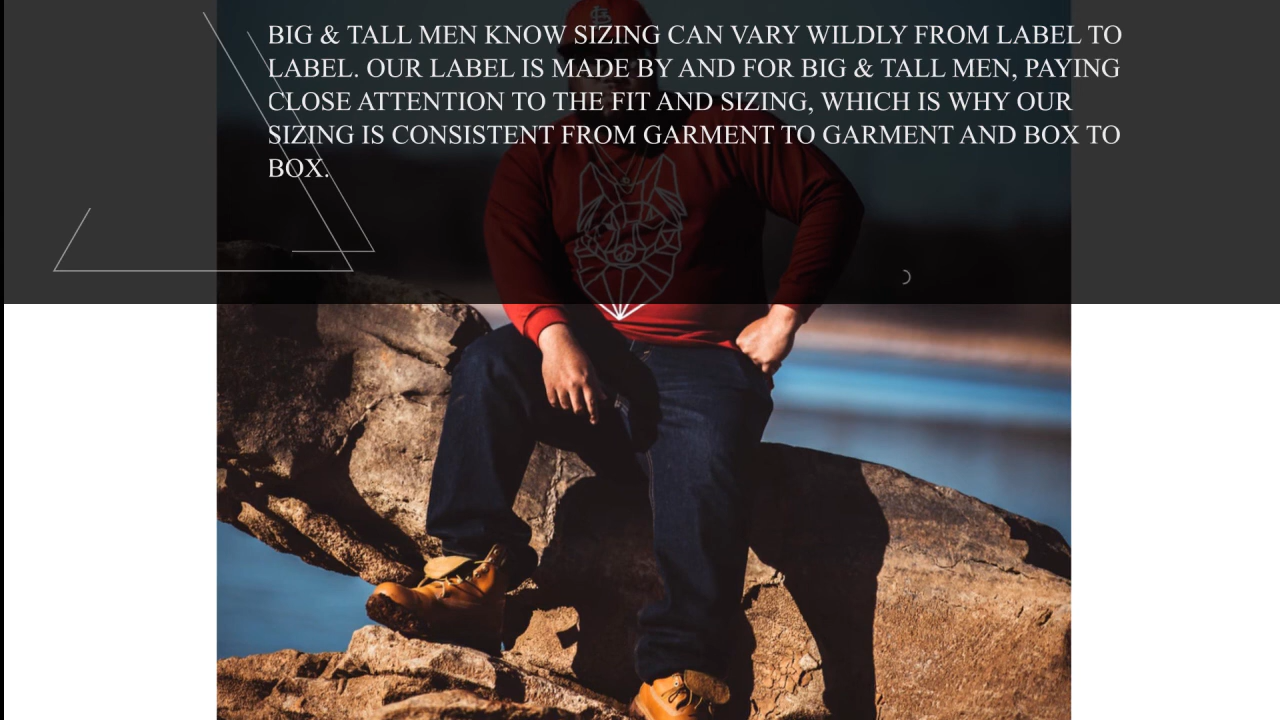 BIG & TALL MEN KNOW SIZING CAN VARY WILDLY FROM LABEL TO
LABEL. OUR LABEL IS MADE BY AND FOR BIG & TALL MEN, PAYING
CLOSE ATTENTION TO THE FIT AND SIZING, WHICH IS WHY OUR
SIZING IS CONSISTENT FROM GARMENT TO GARMENT AND BOX TO
BOX.